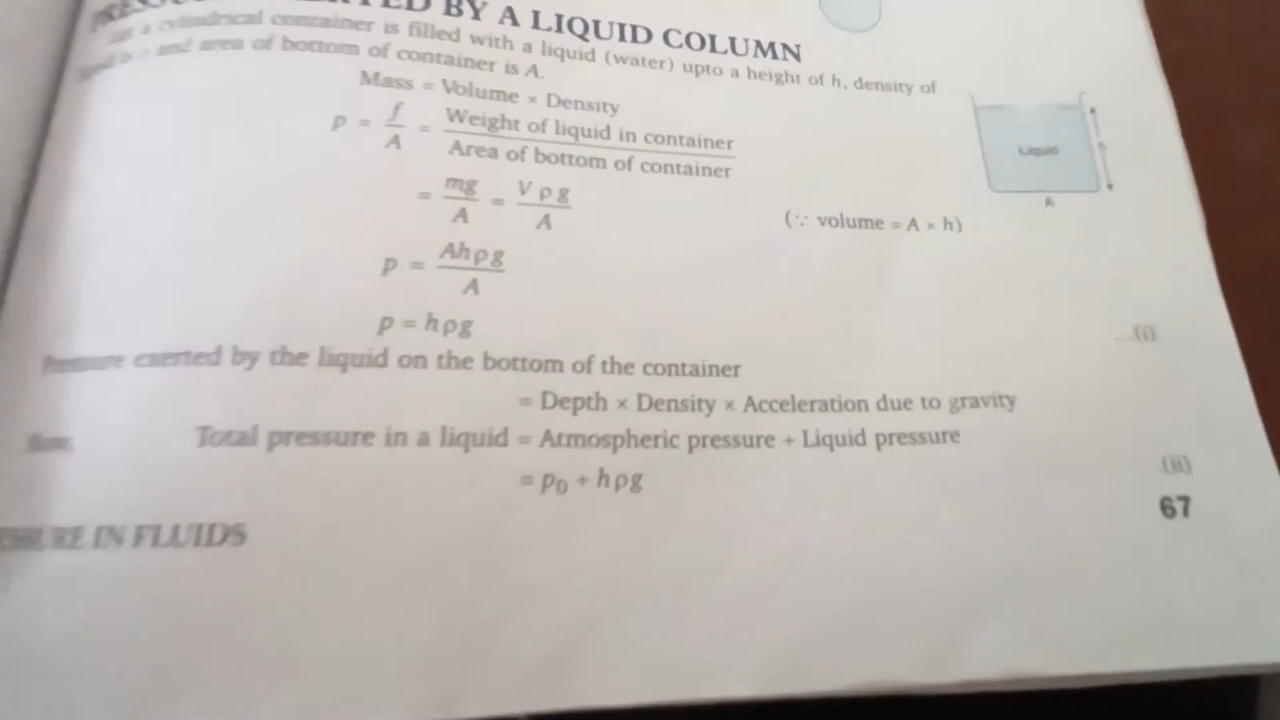 BY A LIQUID COLUMN
a cylindrical container is filled with a liquid (water) upto a height of h, density of
and area of bottom of container is A.
Mass = Volume × Density
p = f/A = Weight of liquid in container / Area of bottom of container
= mg/A = Vρg/A (∵ volume = A × h)
Liquid
A
p = Ahρg/A
p = hρg ...(i)
Pressure exerted by the liquid on the bottom of the container
= Depth × Density × Acceleration due to gravity
Total pressure in a liquid = Atmospheric pressure + Liquid pressure
= p₀ + hρg (ii)
67
IN FLUIDS